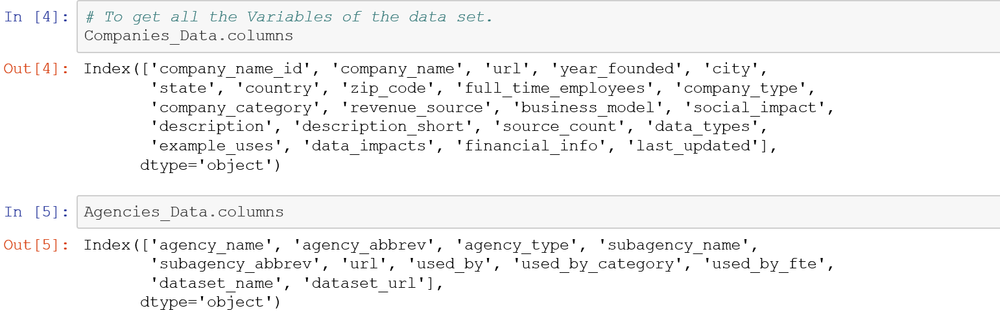 In [4]: # To get all the Variables of the data set.
Companies_Data.columns
Out[4]: Index(['company_name_id', 'company_name', 'url', 'year_founded', 'city',
'state', 'country', 'zip_code', 'full_time_employees', 'company_type',
'company_category', 'revenue_source', 'business_model', 'social_impact',
'description', 'description_short', 'source_count', 'data_types',
'example_uses', 'data_impacts', 'financial_info', 'last_updated'],
dtype='object')
In [5]: Agencies_Data.columns
Out[5]: Index(['agency_name', 'agency_abbrev', 'agency_type', 'subagency_name',
'subagency_abbrev', 'url', 'used_by', 'used_by_category', 'used_by_fte',
'dataset_name', 'dataset_url'],
dtype='object')